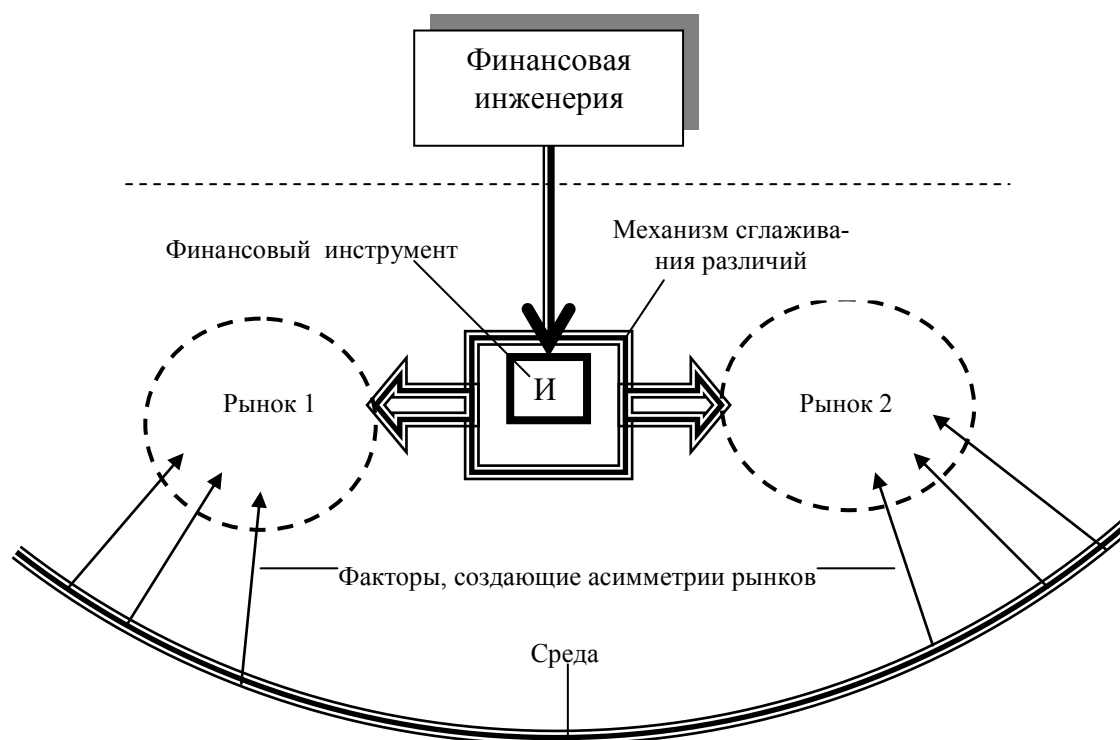 Финансовая
инженерия
Механизм сглажива-
ния различий
Финансовый инструмент
Рынок 1
И
Рынок 2
Факторы, создающие асимметрии рынков
Среда